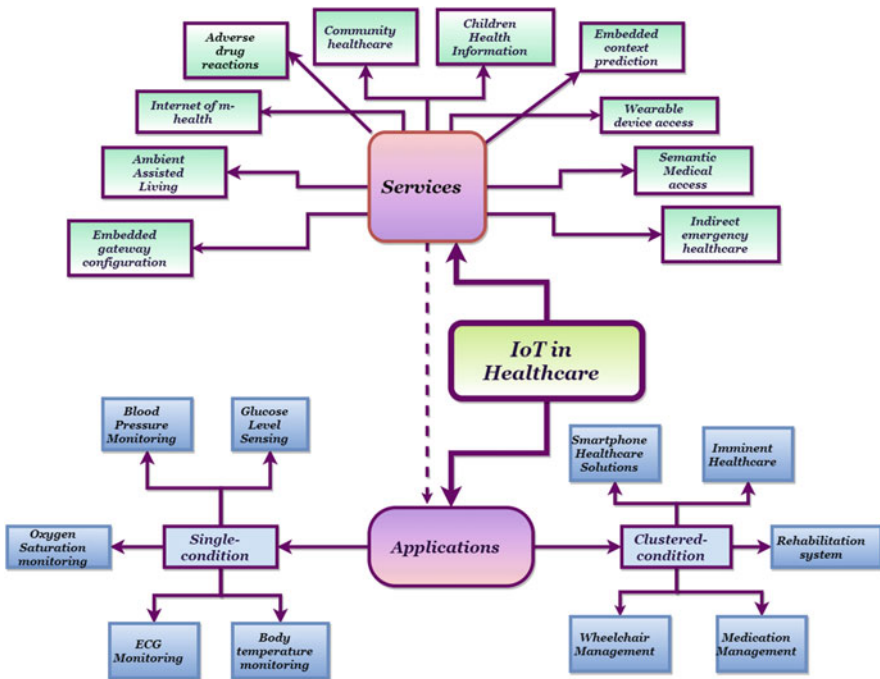 Adverse
drug
reactions
Community
healthcare
Children
Health
Information
Embedded
context
prediction
Internet of m-
health
Wearable
device access
Ambient
Assisted
Living
Services
Semantic
Medical
access
Embedded
gateway
configuration
Indirect
emergency
healthcare
IoT in
Healthcare
Blood
Pressure
Monitoring
Glucose
Level
Sensing
Smartphone
Healthcare
Solutions
Imminent
Healthcare
Oxygen
Saturation
monitoring
Single-
condition
Applications
Clustered-
condition
Rehabilitation
system
ECG
Monitoring
Body
temperature
monitoring
Wheelchair
Management
Medication
Management